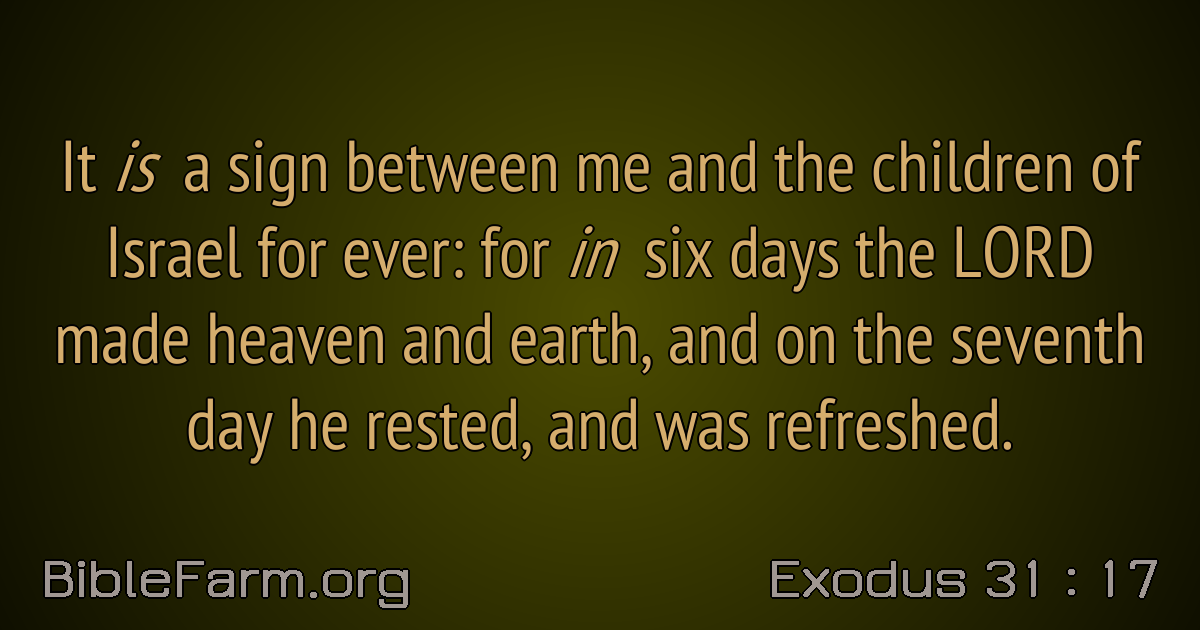 It is a sign between me and the children of
Israel for ever: for in six days the LORD
made heaven and earth, and on the seventh
day he rested, and was refreshed.
BibleFarm.org
Exodus 31 : 17